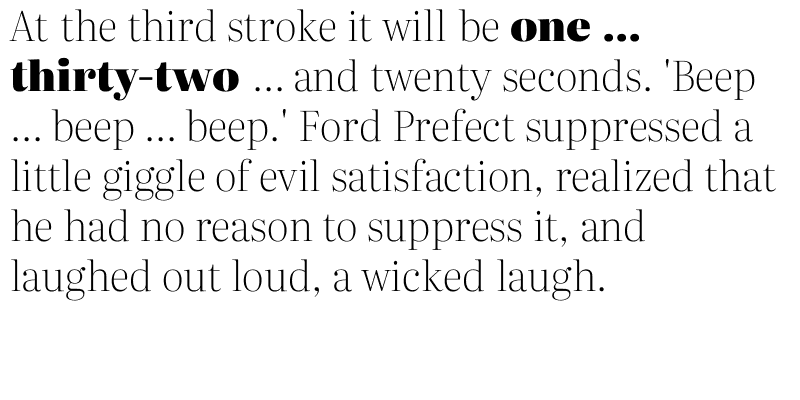 At the third stroke it will be one ...
thirty-two ... and twenty seconds. 'Beep
... beep ... beep.' Ford Prefect suppressed a
little giggle of evil satisfaction, realized that
he had no reason to suppress it, and
laughed out loud, a wicked laugh.